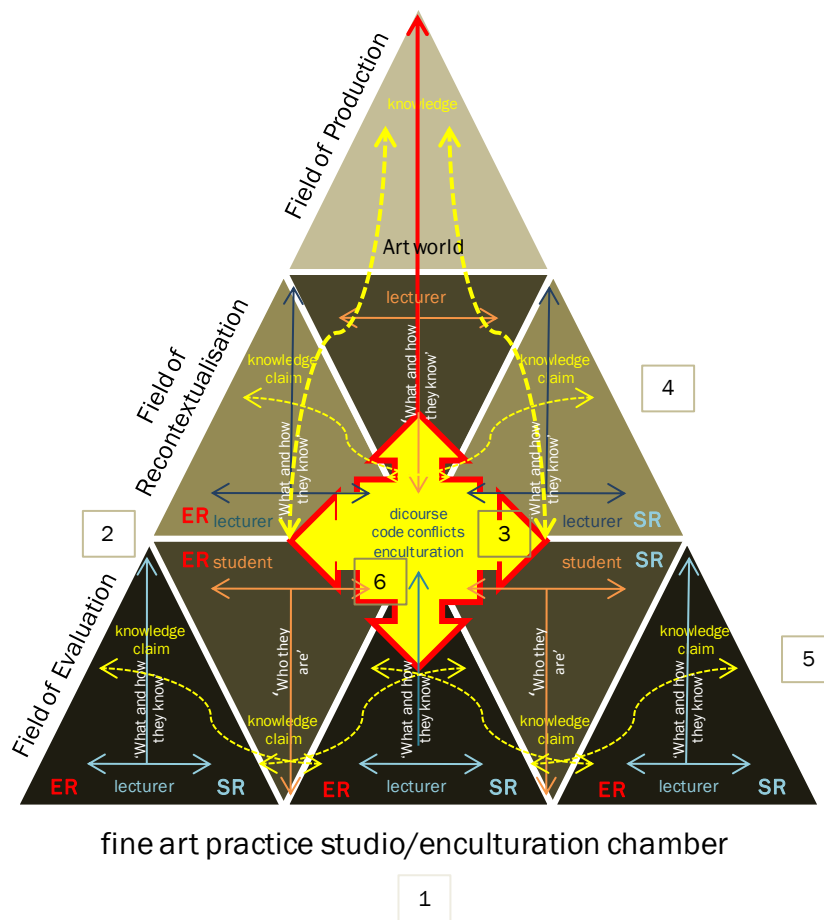 Field of Production
knowledge
Art world
Field of
Recontextualisation
lecturer
knowledge
claim
'What and how
they know'
knowledge
claim
4
'What and how
they know'
'What and how
they know'
ER
lecturer
dicourse
code conflicts
enculturation
3
lecturer
SR
2
ER student
6
student SR
Field of Evaluation
knowledge
claim
'What and how
they know'
'Who they
are'
'What and how
they know'
'Who they
are'
knowledge
claim
'What and how
they know'
5
knowledge
claim
knowledge
claim
ER
lecturer
SR
ER
lecturer
SR
ER
lecturer
SR
fine art practice studio/enculturation chamber
1